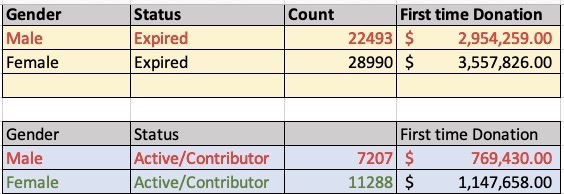 Gender Status Count First time Donation
Male Expired 22493 $ 2,954,259.00
Female Expired 28990 $ 3,557,826.00
Gender Status First time Donation
Male Active/Contributor 7207 $ 769,430.00
Female Active/Contributor 11288 $ 1,147,658.00